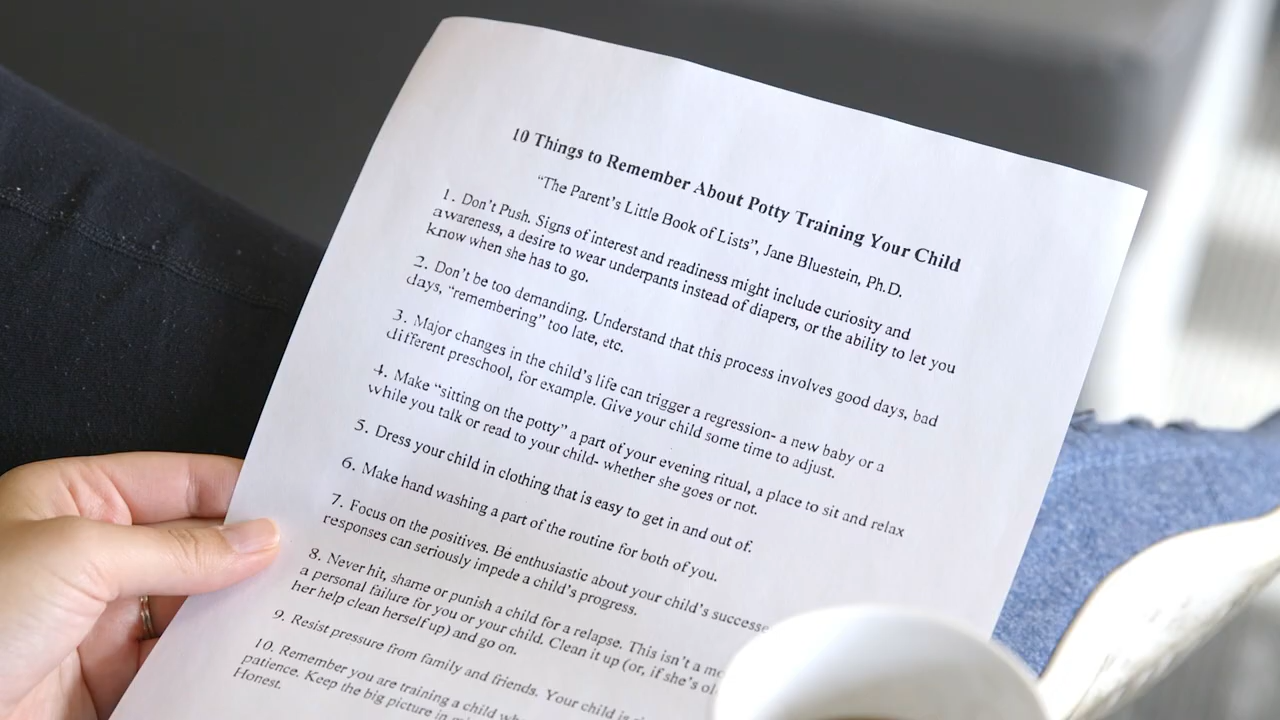 10 Things to Remember About Potty Training Your Child
“The Parent’s Little Book of Lists”, Jane Bluestein, Ph.D.
1. Don’t Push. Signs of interest and readiness might include curiosity and
awareness, a desire to wear underpants instead of diapers, or the ability to let you
know when she has to go.
2. Don’t be too demanding. Understand that this process involves good days, bad
days, “remembering” too late, etc.
3. Major changes in the child’s life can trigger a regression- a new baby or a
different preschool, for example. Give your child some time to adjust.
4. Make “sitting on the potty” a part of your evening ritual, a place to sit and relax
while you talk or read to your child- whether she goes or not.
5. Dress your child in clothing that is easy to get in and out of.
6. Make hand washing a part of the routine for both of you.
7. Focus on the positives. Be enthusiastic about your child’s successe
responses can seriously impede a child’s progress.
8. Never hit, shame or punish a child for a relapse. This isn’t a
a personal failure for you or your child. Clean it up (or, if she’s
her help clean herself up) and go on.
9. Resist pressure from family and friends. Your child is
10. Remember you are training a child
patience. Keep the big picture in
Honest.